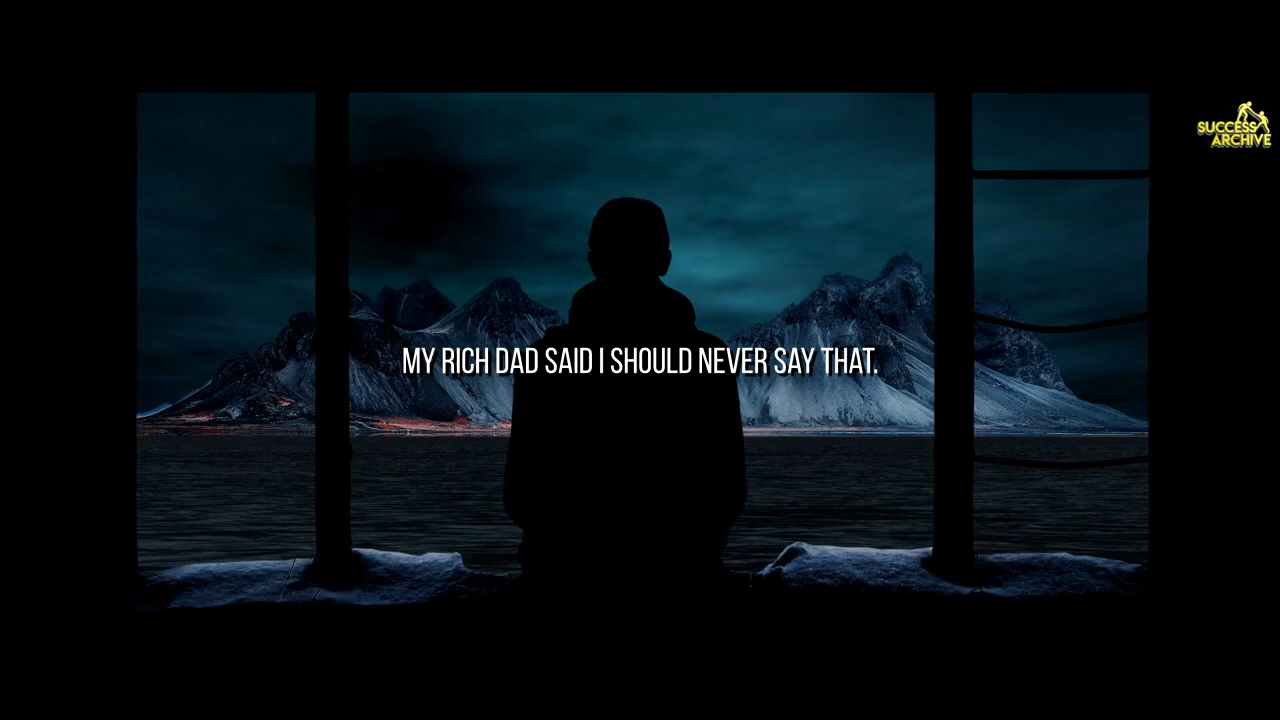 SUCCESS
ARCHIVE
MY RICH DAD SAID I SHOULD NEVER SAY THAT.